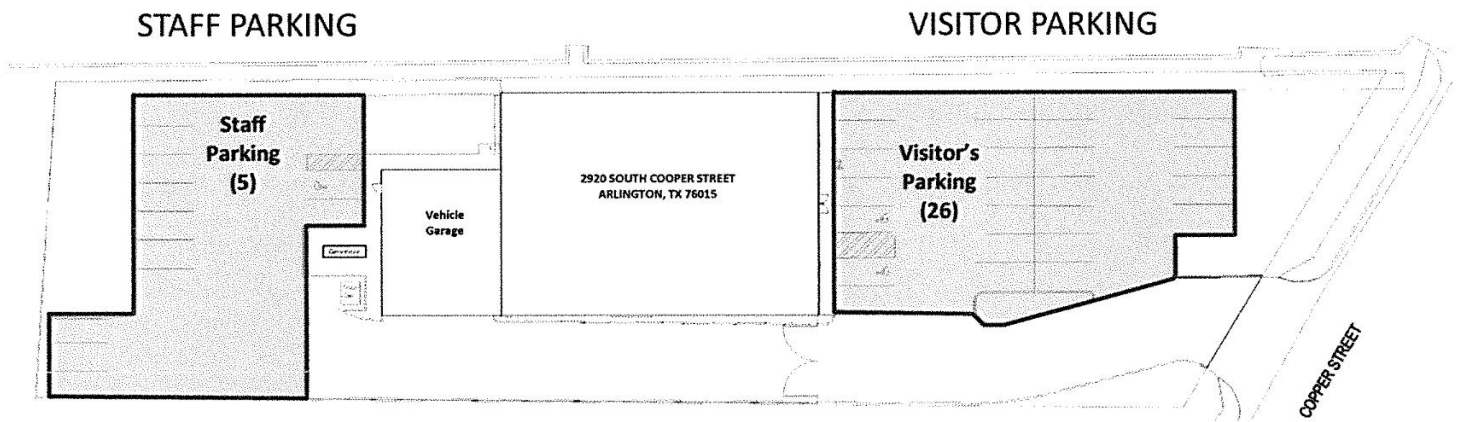 STAFF PARKING
VISITOR PARKING
Staff
Parking
(5)
Visitor's
Parking
(26)
2920 SOUTH COOPER STREET
ARLINGTON, TX 76015
Vehicle
Garage
Generator
COPPER STREET